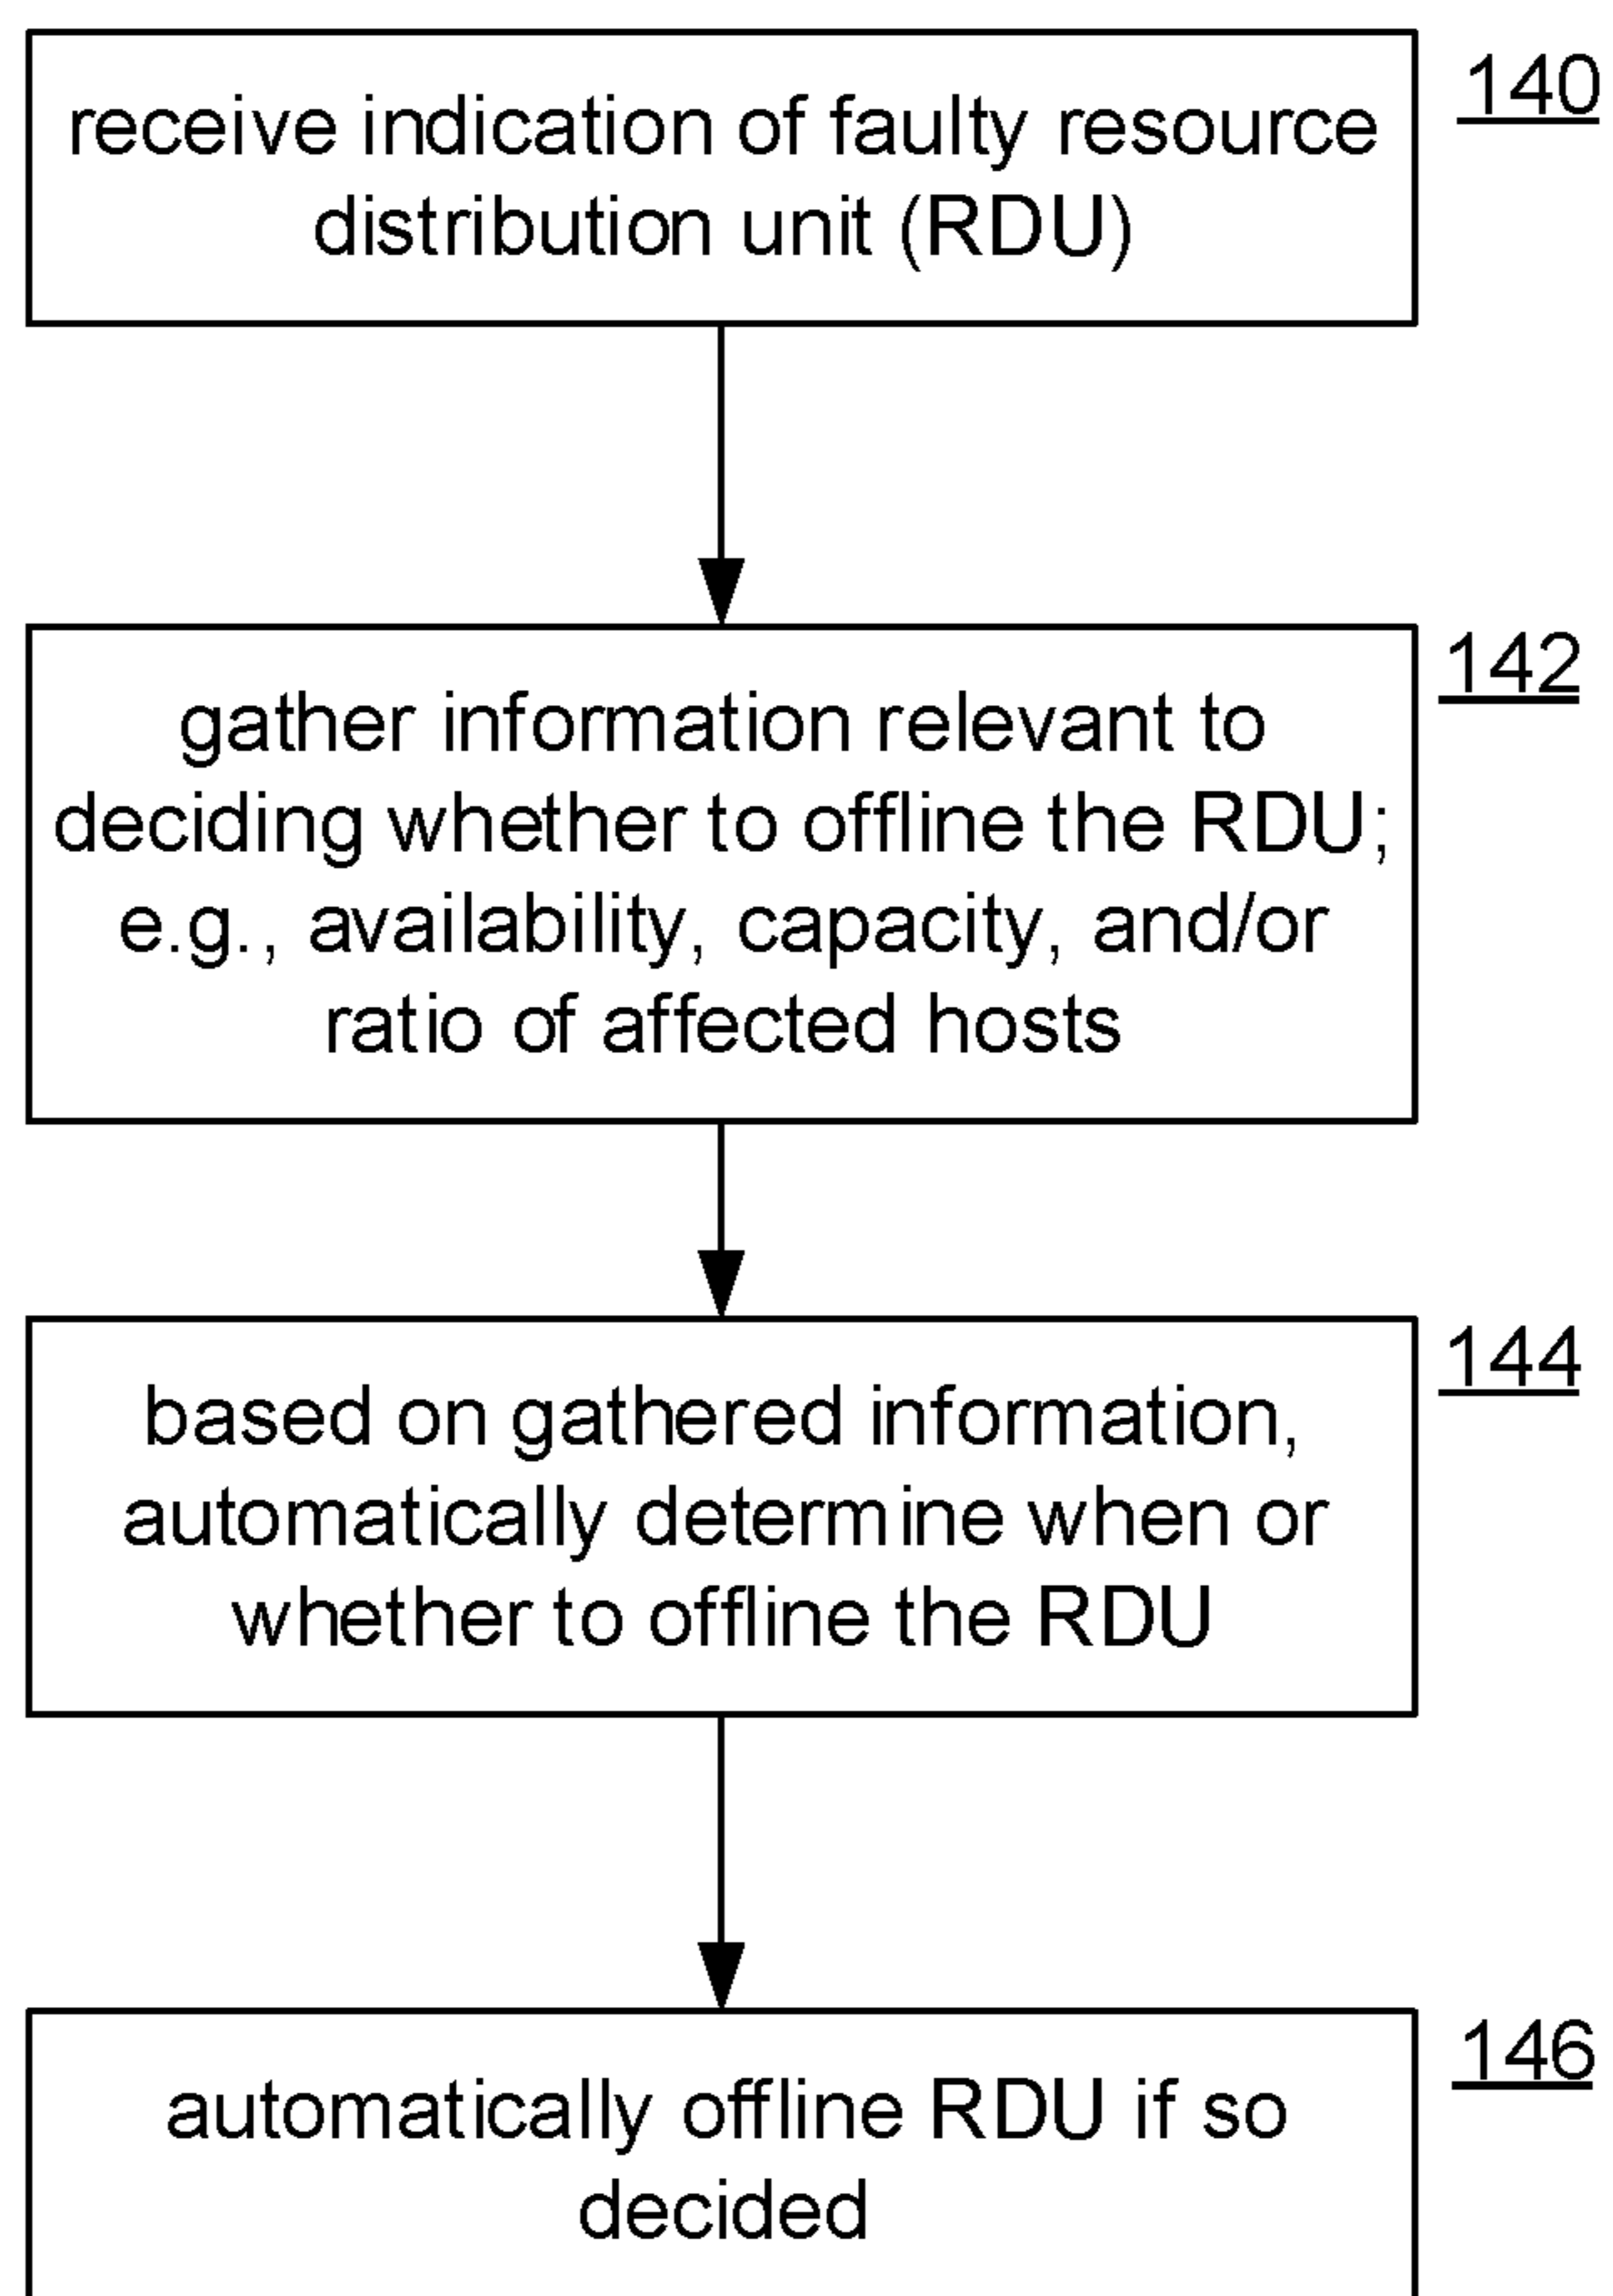 receive indication of faulty resource
distribution unit (RDU)
140
gather information relevant to
deciding whether to offline the RDU;
e.g., availability, capacity, and/or
ratio of affected hosts
142
based on gathered information,
automatically determine when or
whether to offline the RDU
144
automatically offline RDU if so
decided
146